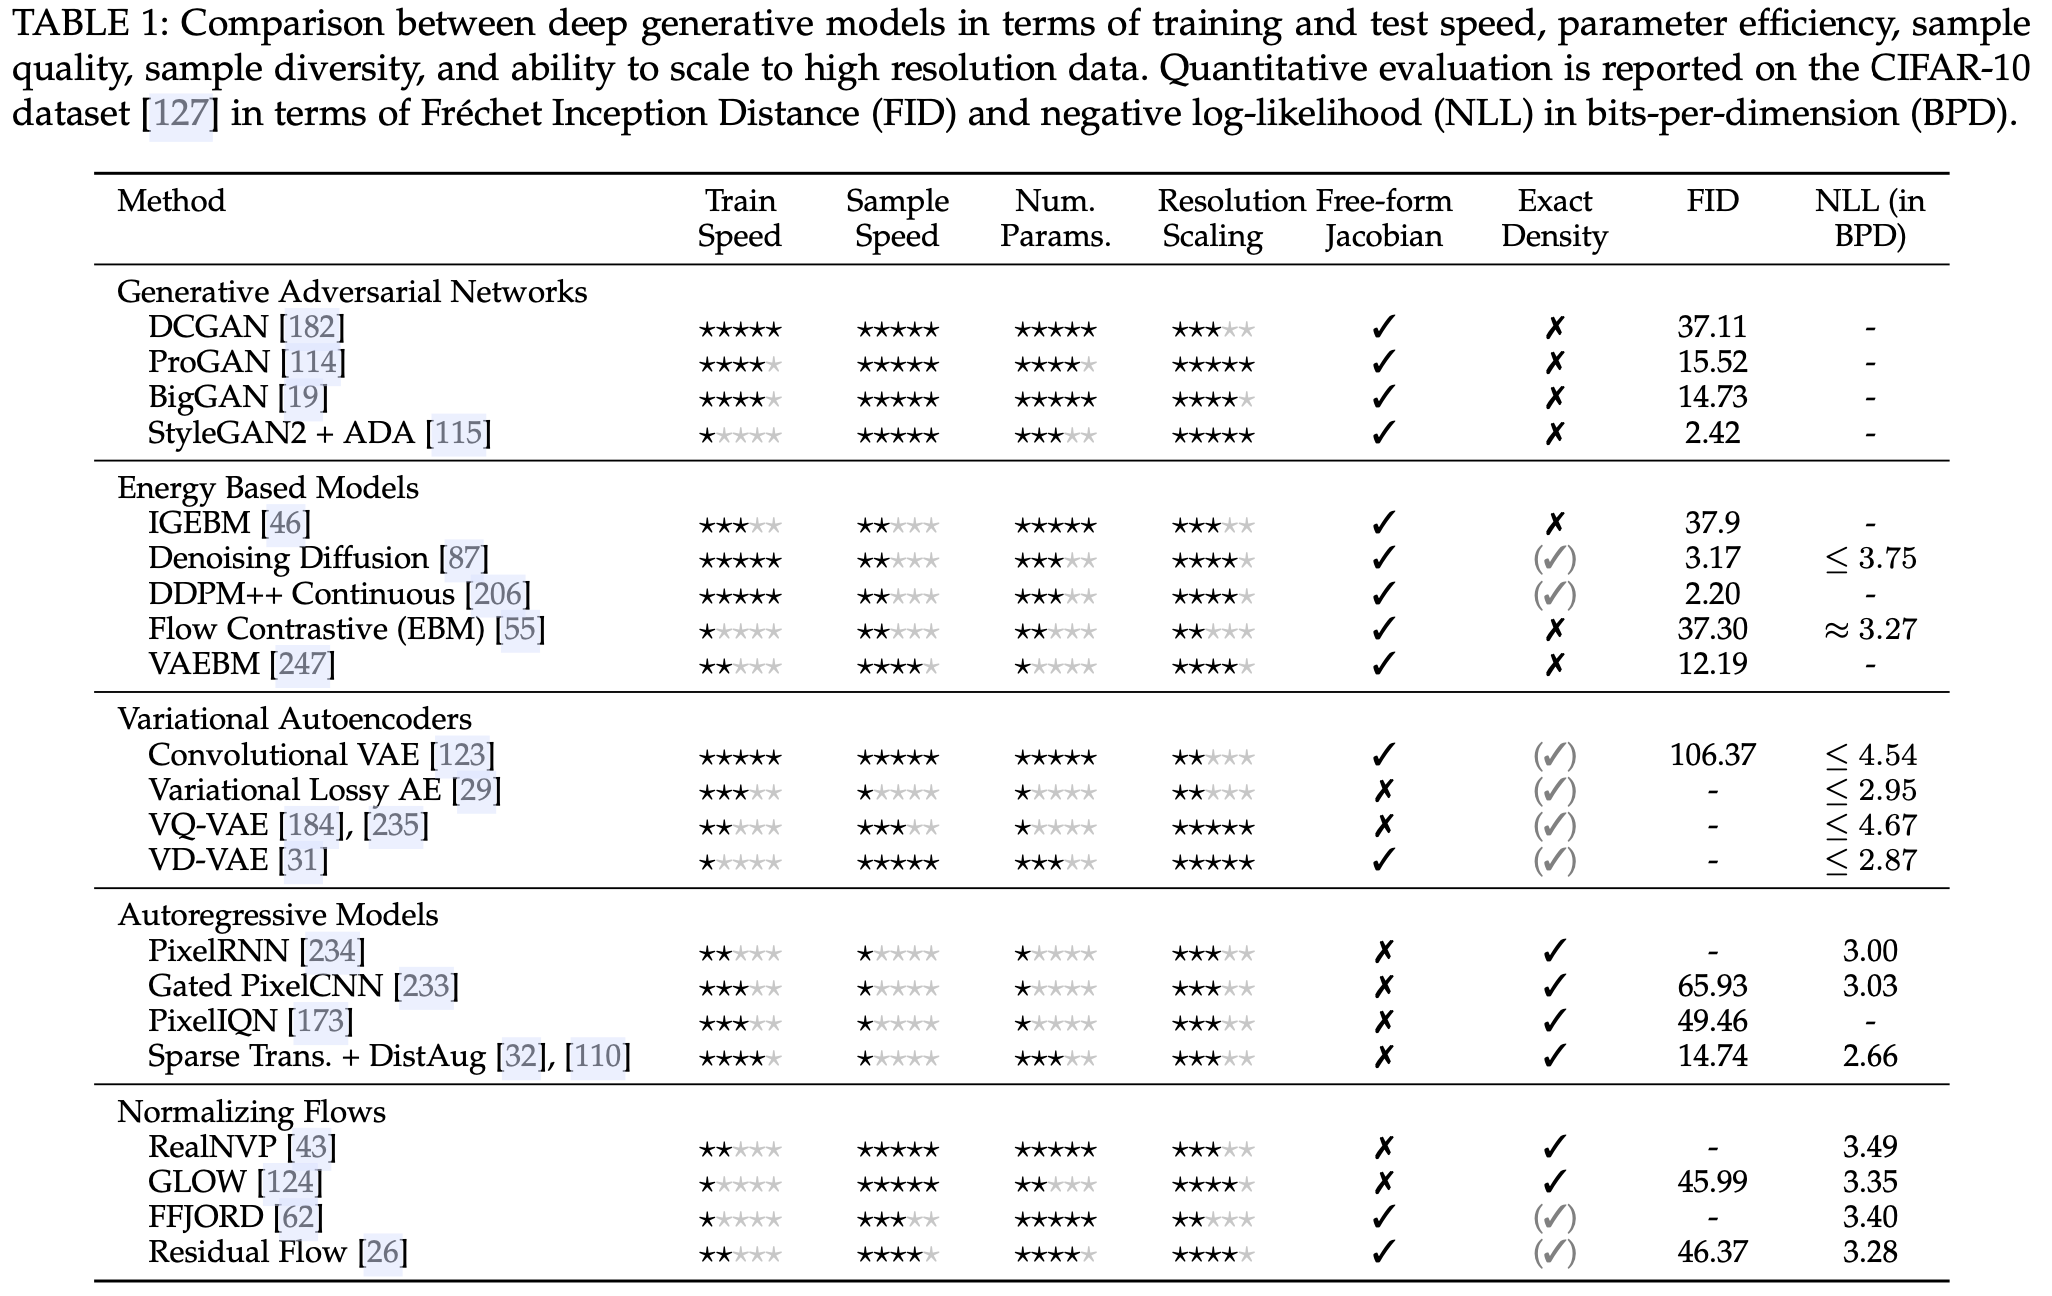 TABLE 1: Comparison between deep generative models in terms of training and test speed, parameter efficiency, sample
quality, sample diversity, and ability to scale to high resolution data. Quantitative evaluation is reported on the CIFAR-10
dataset [127] in terms of Fréchet Inception Distance (FID) and negative log-likelihood (NLL) in bits-per-dimension (BPD).
Method Train Sample Num. Resolution Free-form Exact FID NLL (in
Speed Speed Params. Scaling Jacobian Density BPD)
Generative Adversarial Networks
DCGAN [182] ★★★★★ ★★★★★ ★★★★★ ★★★☆☆ ✓ ✗ 37.11 -
ProGAN [114] ★★★★☆ ★★★★★ ★★★★☆ ★★★★★ ✓ ✗ 15.52 -
BigGAN [19] ★★★★☆ ★★★★★ ★★★★★ ★★★★☆ ✓ ✗ 14.73 -
StyleGAN2 + ADA [115] ★☆☆☆☆ ★★★★★ ★★★☆☆ ★★★★★ ✓ ✗ 2.42 -
Energy Based Models
IGEBM [46] ★★★☆☆ ★★☆☆☆ ★★★★★ ★★★☆☆ ✓ ✗ 37.9 -
Denoising Diffusion [87] ★★★★★ ★★☆☆☆ ★★★☆☆ ★★★★☆ ✓ (✓) 3.17 ≤ 3.75
DDPM++ Continuous [206] ★★★★★ ★★☆☆☆ ★★★☆☆ ★★★★☆ ✓ (✓) 2.20 -
Flow Contrastive (EBM) [55] ★☆☆☆☆ ★★☆☆☆ ★★☆☆☆ ★★☆☆☆ ✓ ✗ 37.30 ≈ 3.27
VAEBM [247] ★★☆☆☆ ★★★★☆ ★☆☆☆☆ ★★★★☆ ✓ ✗ 12.19 -
Variational Autoencoders
Convolutional VAE [123] ★★★★★ ★★★★★ ★★★★★ ★★☆☆☆ ✓ (✓) 106.37 ≤ 4.54
Variational Lossy AE [29] ★★★☆☆ ★☆☆☆☆ ★☆☆☆☆ ★★☆☆☆ ✗ (✓) - ≤ 2.95
VQ-VAE [184], [235] ★★☆☆☆ ★★★☆☆ ★☆☆☆☆ ★★★★★ ✗ (✓) - ≤ 4.67
VD-VAE [31] ★☆☆☆☆ ★★★★★ ★★★☆☆ ★★★★★ ✓ (✓) - ≤ 2.87
Autoregressive Models
PixelRNN [234] ★★☆☆☆ ★☆☆☆☆ ★☆☆☆☆ ★★★☆☆ ✗ ✓ - 3.00
Gated PixelCNN [233] ★★★☆☆ ★☆☆☆☆ ★☆☆☆☆ ★★★☆☆ ✗ ✓ 65.93 3.03
PixelIQN [173] ★★★☆☆ ★☆☆☆☆ ★☆☆☆☆ ★★★☆☆ ✗ ✓ 49.46 -
Sparse Trans. + DistAug [32], [110] ★★★★☆ ★☆☆☆☆ ★★★☆☆ ★★★☆☆ ✗ ✓ 14.74 2.66
Normalizing Flows
RealNVP [43] ★★☆☆☆ ★★★★★ ★★★★★ ★★★☆☆ ✗ ✓ - 3.49
GLOW [124] ★☆☆☆☆ ★★★★★ ★★☆☆☆ ★★★★☆ ✗ ✓ 45.99 3.35
FFJORD [62] ★☆☆☆☆ ★★★☆☆ ★★★★★ ★★☆☆☆ ✓ (✓) - 3.40
Residual Flow [26] ★★☆☆☆ ★★★★☆ ★★★★☆ ★★★★☆ ✓ (✓) 46.37 3.28